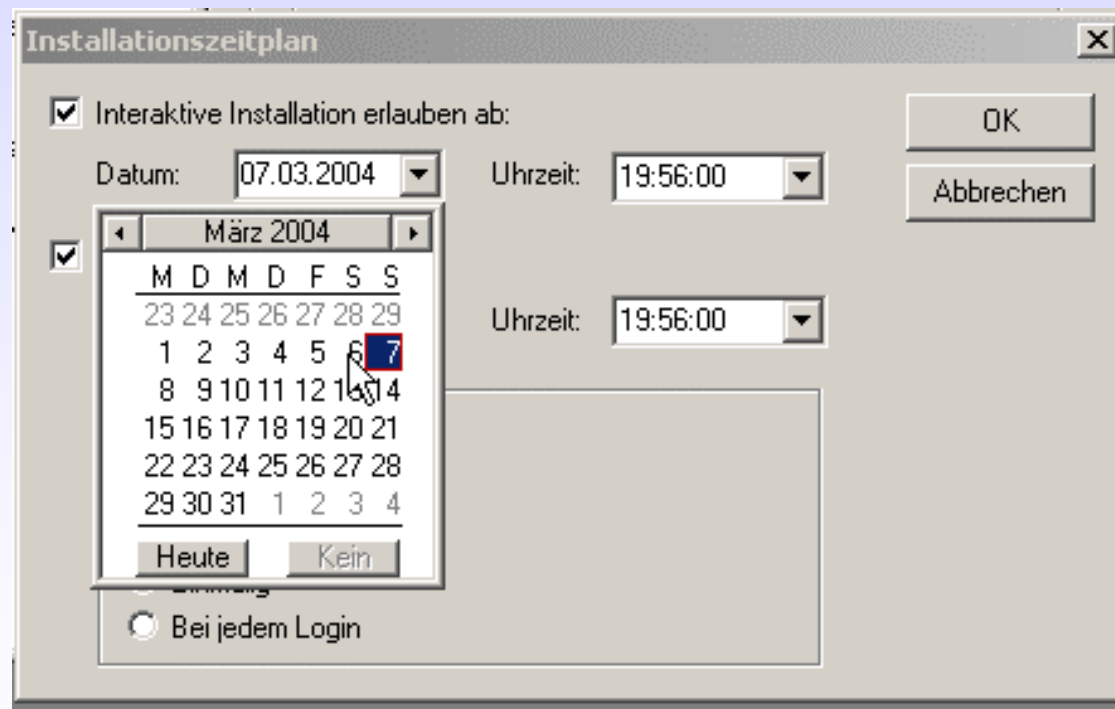 Installationszeitplan
Interaktive Installation erlauben ab:
OK
Datum: 07.03.2004 Uhrzeit: 19:56:00
Abbrechen
März 2004
M D M D F S S
23 24 25 26 27 28 29
Uhrzeit: 19:56:00
1 2 3 4 5 6 7
8 9 10 11 12 13 14
15 16 17 18 19 20 21
22 23 24 25 26 27 28
29 30 31 1 2 3 4
Heute Kein
Bei jedem Login